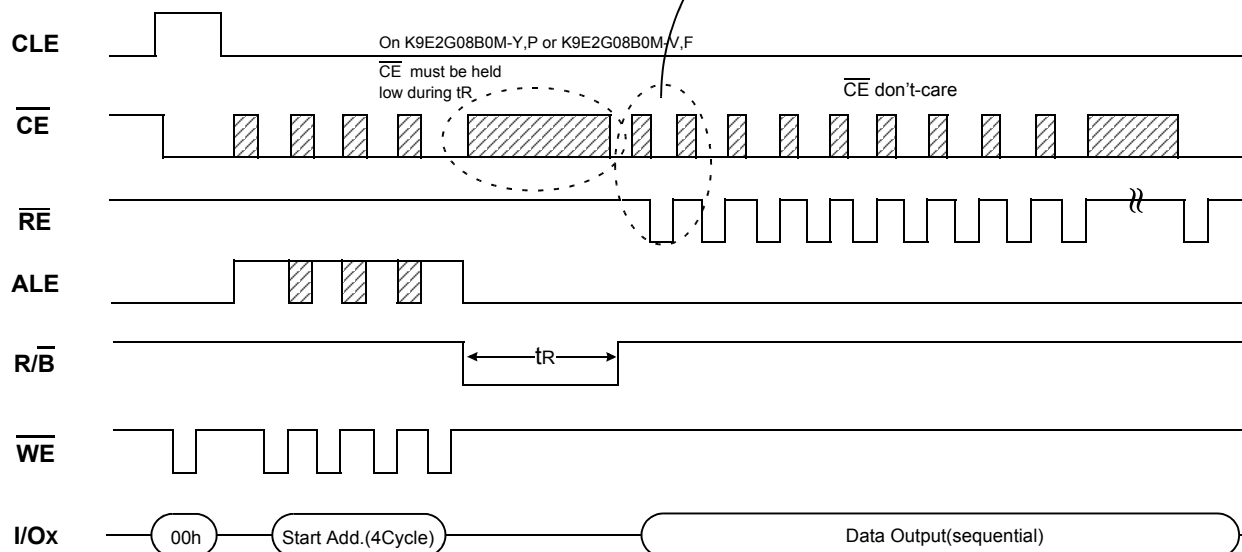 CLE
On K9E2G08B0M-Y,P or K9E2G08B0M-V,F
CE must be held
low during tR
CE don't-care
CE
RE
ALE
R/B
tR
WE
I/Ox
00h
Start Add.(4Cycle)
Data Output(sequential)